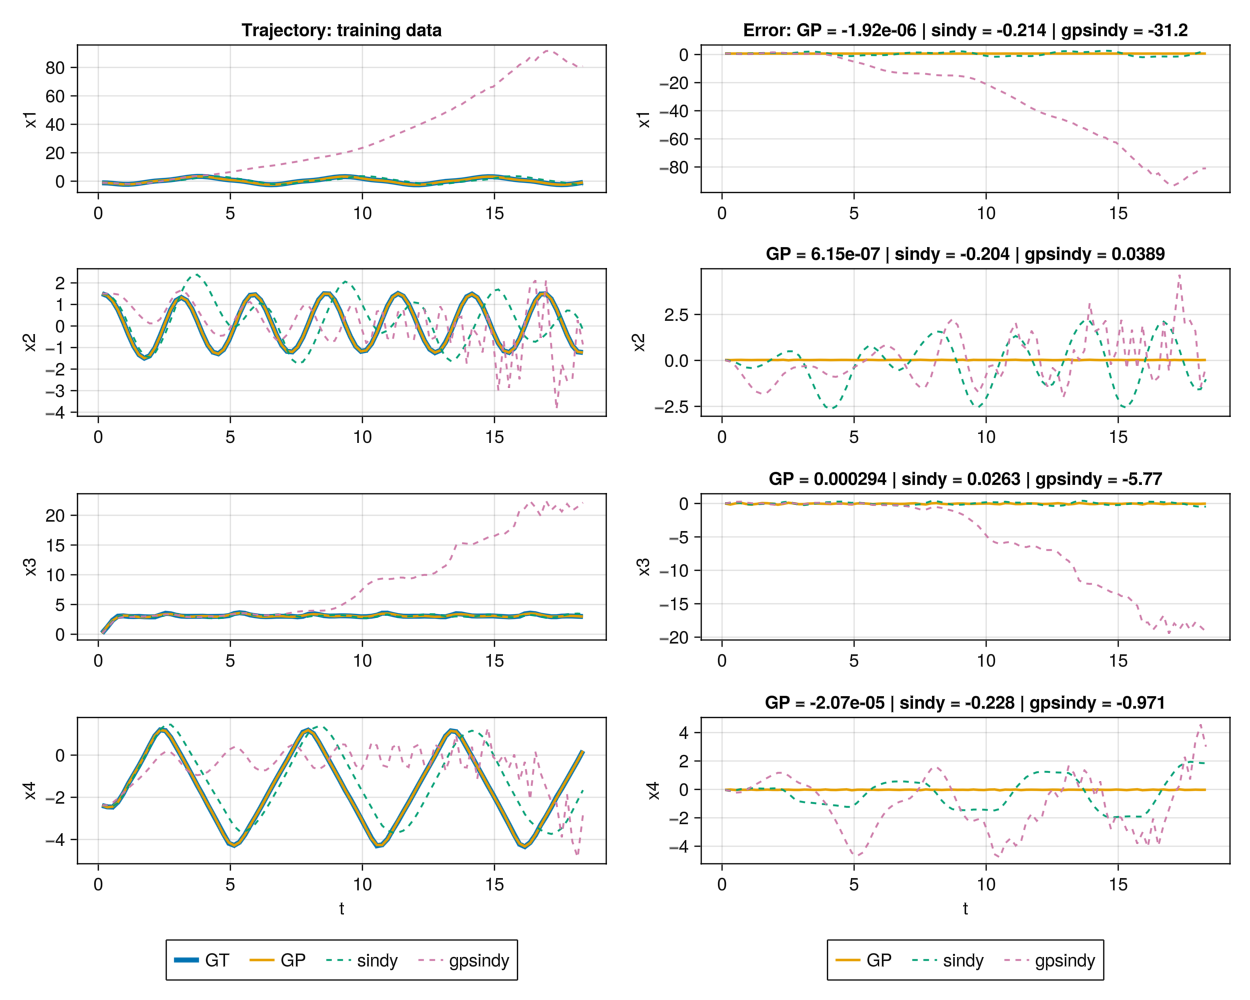 Trajectory: training data
x1
80
60
40
20
0
0 5 10 15
Error: GP = -1.92e-06 | sindy = -0.214 | gpsindy = -31.2
x1
0
−20
−40
−60
−80
0 5 10 15
x2
2
1
0
−1
−2
−3
−4
0 5 10 15
GP = 6.15e-07 | sindy = -0.204 | gpsindy = 0.0389
x2
2.5
0.0
−2.5
0 5 10 15
x3
20
15
10
5
0
0 5 10 15
GP = 0.000294 | sindy = 0.0263 | gpsindy = -5.77
x3
0
−5
−10
−15
−20
0 5 10 15
x4
0
−2
−4
0 5 10 15
t
GP = -2.07e-05 | sindy = -0.228 | gpsindy = -0.971
x4
4
2
0
−2
−4
0 5 10 15
t
GT GP sindy gpsindy
GP sindy gpsindy